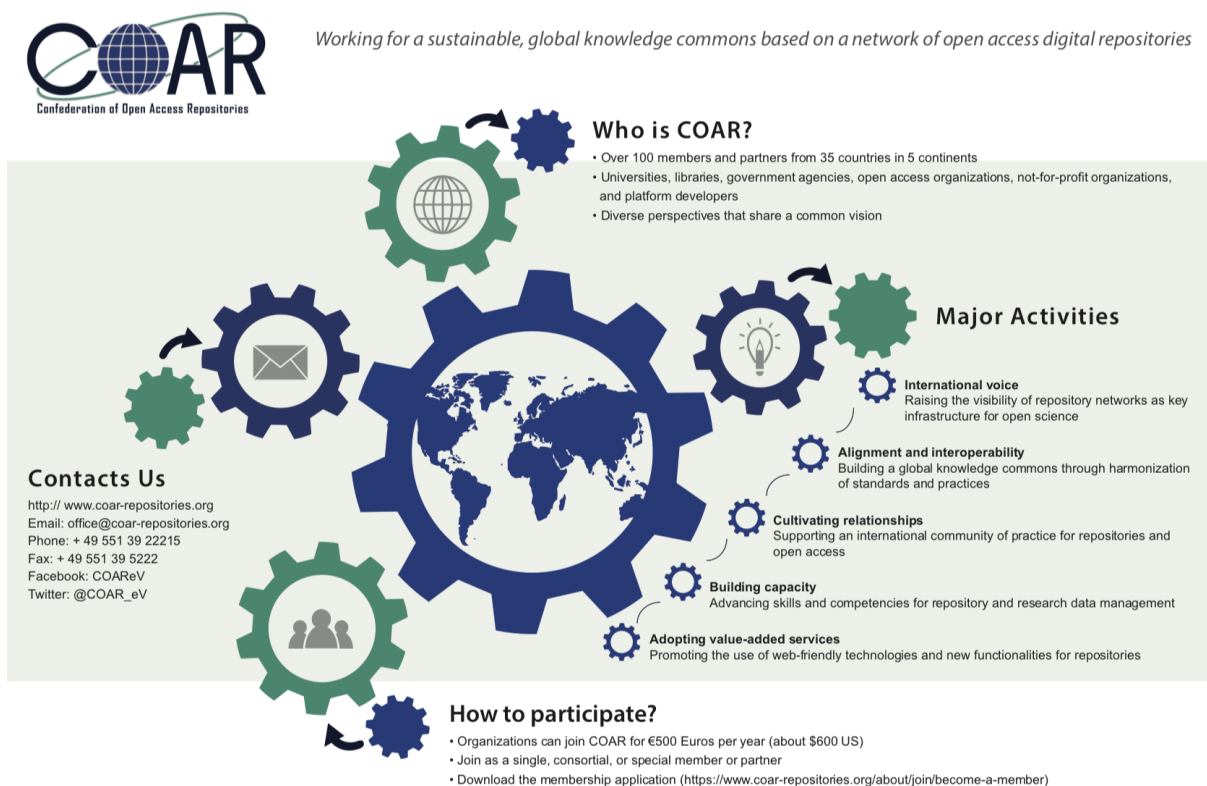 COAR
Confederation of Open Access Repositories
Working for a sustainable, global knowledge commons based on a network of open access digital repositories
Who is COAR?
• Over 100 members and partners from 35 countries in 5 continents
• Universities, libraries, government agencies, open access organizations, not-for-profit organizations,
and platform developers
• Diverse perspectives that share a common vision
Major Activities
International voice
Raising the visibility of repository networks as key
infrastructure for open science
Alignment and interoperability
Building a global knowledge commons through harmonization
of standards and practices
Cultivating relationships
Supporting an international community of practice for repositories and
open access
Building capacity
Advancing skills and competencies for repository and research data management
Adopting value-added services
Promoting the use of web-friendly technologies and new functionalities for repositories
Contacts Us
http:// www.coar-repositories.org
Email: office@coar-repositories.org
Phone: + 49 551 39 22215
Fax: + 49 551 39 5222
Facebook: COAReV
Twitter: @COAR_eV
How to participate?
• Organizations can join COAR for €500 Euros per year (about $600 US)
• Join as a single, consortial, or special member or partner
• Download the membership application (https://www.coar-repositories.org/about/join/become-a-member)